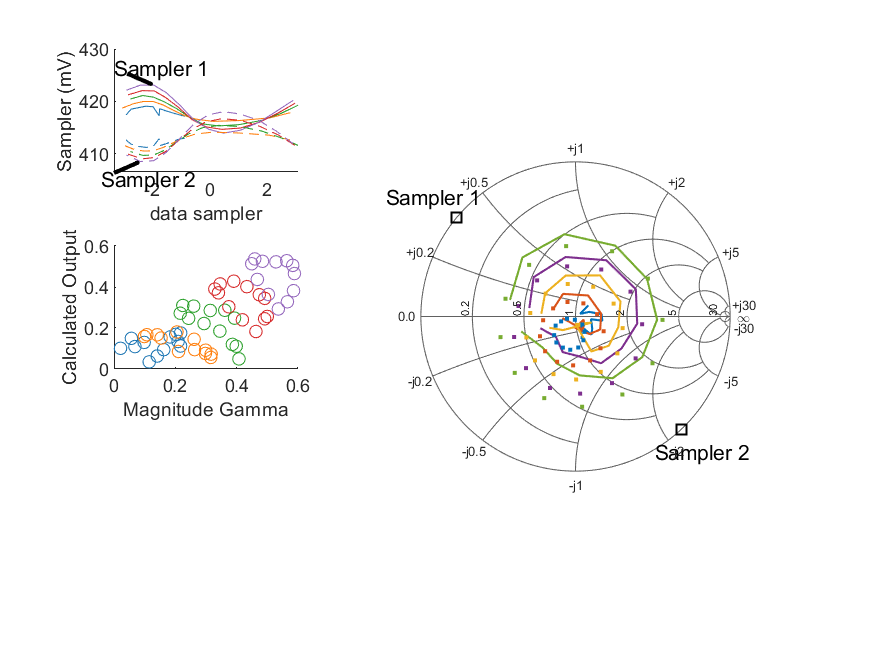 430
420
410
Sampler (mV)
Sampler 1
Sampler 2
-2
0
2
data sampler
0.6
0.4
0.2
0
Calculated Output
0
0.2
0.4
0.6
Magnitude Gamma
+j1
+j0.5
+j2
Sampler 1
+j0.2
+j5
0.0
0.2
0.5
1
2
5
30
+j30
∞
-j30
-j0.2
-j5
-j0.5
-j2
Sampler 2
-j1